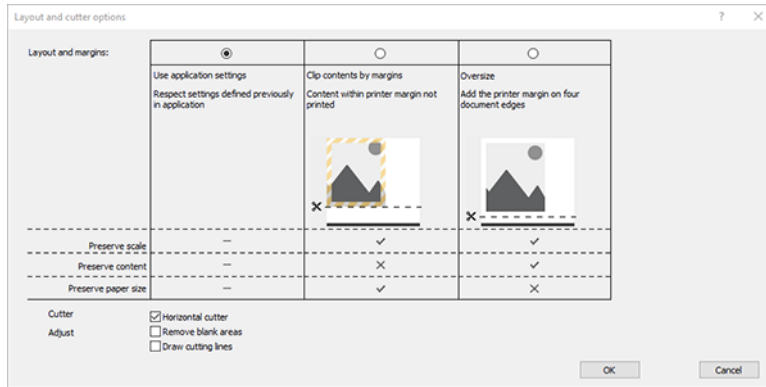 Layout and cutter options
Layout and margins:
Use application settings
Respect settings defined previously
in application
Clip contents by margins
Content within printer margin not
printed
Oversize
Add the printer margin on four
document edges
Preserve scale
Preserve content
Preserve paper size
Cutter
Horizontal cutter
Adjust
Remove blank areas
Draw cutting lines
OK
Cancel